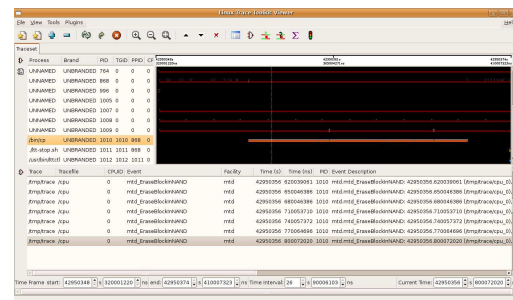 Linux Trace Toolkit Viewer
File View Tools Plugins
Traceset
Process Brand PID TGID PPID CP
UNNAMED UNBRANDED 764 0 0 0
UNNAMED UNBRANDED 868 0 0 0
UNNAMED UNBRANDED 996 0 0 0
UNNAMED UNBRANDED 1005 0 0 0
UNNAMED UNBRANDED 1007 0 0 0
UNNAMED UNBRANDED 1008 0 0 0
UNNAMED UNBRANDED 1009 0 0 0
/bin/cp UNBRANDED 1010 1010 868 0
./ltt-stop.sh UNBRANDED 1011 1011 868 0
/usr/bin/lttctl UNBRANDED 1012 1012 1011 0
Trace Tracefile CPUID Event Facility Time (s) Time (ns) PID Event Description
/tmp/trace /cpu 0 mtd_EraseBlockInNAND mtd 42950356 620039061 1010 mtd.mtd_EraseBlockInNAND: 42950356.620039061 (/tmp/trace/cpu_0),
/tmp/trace /cpu 0 mtd_EraseBlockInNAND mtd 42950356 650046386 1010 mtd.mtd_EraseBlockInNAND: 42950356.650046386 (/tmp/trace/cpu_0),
/tmp/trace /cpu 0 mtd_EraseBlockInNAND mtd 42950356 680046386 1010 mtd.mtd_EraseBlockInNAND: 42950356.680046386 (/tmp/trace/cpu_0),
/tmp/trace /cpu 0 mtd_EraseBlockInNAND mtd 42950356 710053710 1010 mtd.mtd_EraseBlockInNAND: 42950356.710053710 (/tmp/trace/cpu_0),
/tmp/trace /cpu 0 mtd_EraseBlockInNAND mtd 42950356 740057372 1010 mtd.mtd_EraseBlockInNAND: 42950356.740057372 (/tmp/trace/cpu_0),
/tmp/trace /cpu 0 mtd_EraseBlockInNAND mtd 42950356 770064696 1010 mtd.mtd_EraseBlockInNAND: 42950356.770064696 (/tmp/trace/cpu_0),
/tmp/trace /cpu 0 mtd_EraseBlockInNAND mtd 42950356 800072020 1010 mtd.mtd_EraseBlockInNAND: 42950356.800072020 (/tmp/trace/cpu_0),
Time Frame start: 42950348 s 320001220 ns end: 42950374 s 410007323 ns Time Interval: 26 s 90006103 ns Current Time: 42950356 s 800072020 ns